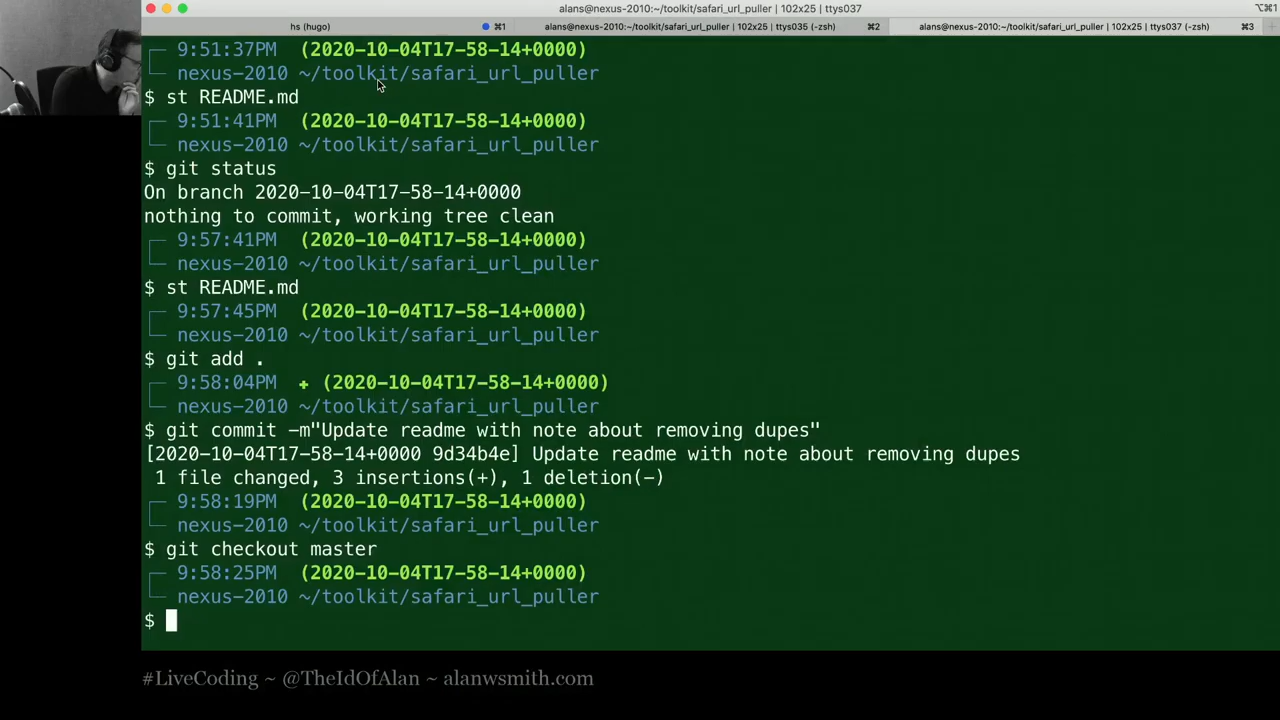 alans@nexus-2010:~/toolkit/safari_url_puller | 102x25 | ttys037
⌥⌘1
hs (hugo)
⌘1
alans@nexus-2010:~/toolkit/safari_url_puller | 102x25 | ttys035 (-zsh)
⌘2
alans@nexus-2010:~/toolkit/safari_url_puller | 102x25 | ttys037 (-zsh)
⌘3
9:51:37PM (2020-10-04T17-58-14+0000)
nexus-2010 ~/toolkit/safari_url_puller
$ st README.md
9:51:41PM (2020-10-04T17-58-14+0000)
nexus-2010 ~/toolkit/safari_url_puller
$ git status
On branch 2020-10-04T17-58-14+0000
nothing to commit, working tree clean
9:57:41PM (2020-10-04T17-58-14+0000)
nexus-2010 ~/toolkit/safari_url_puller
$ st README.md
9:57:45PM (2020-10-04T17-58-14+0000)
nexus-2010 ~/toolkit/safari_url_puller
$ git add .
9:58:04PM + (2020-10-04T17-58-14+0000)
nexus-2010 ~/toolkit/safari_url_puller
$ git commit -m"Update readme with note about removing dupes"
[2020-10-04T17-58-14+0000 9d34b4e] Update readme with note about removing dupes
1 file changed, 3 insertions(+), 1 deletion(-)
9:58:19PM (2020-10-04T17-58-14+0000)
nexus-2010 ~/toolkit/safari_url_puller
$ git checkout master
9:58:25PM (2020-10-04T17-58-14+0000)
nexus-2010 ~/toolkit/safari_url_puller
$
#LiveCoding ~ @TheIdOfAlan ~ alanwsmith.com